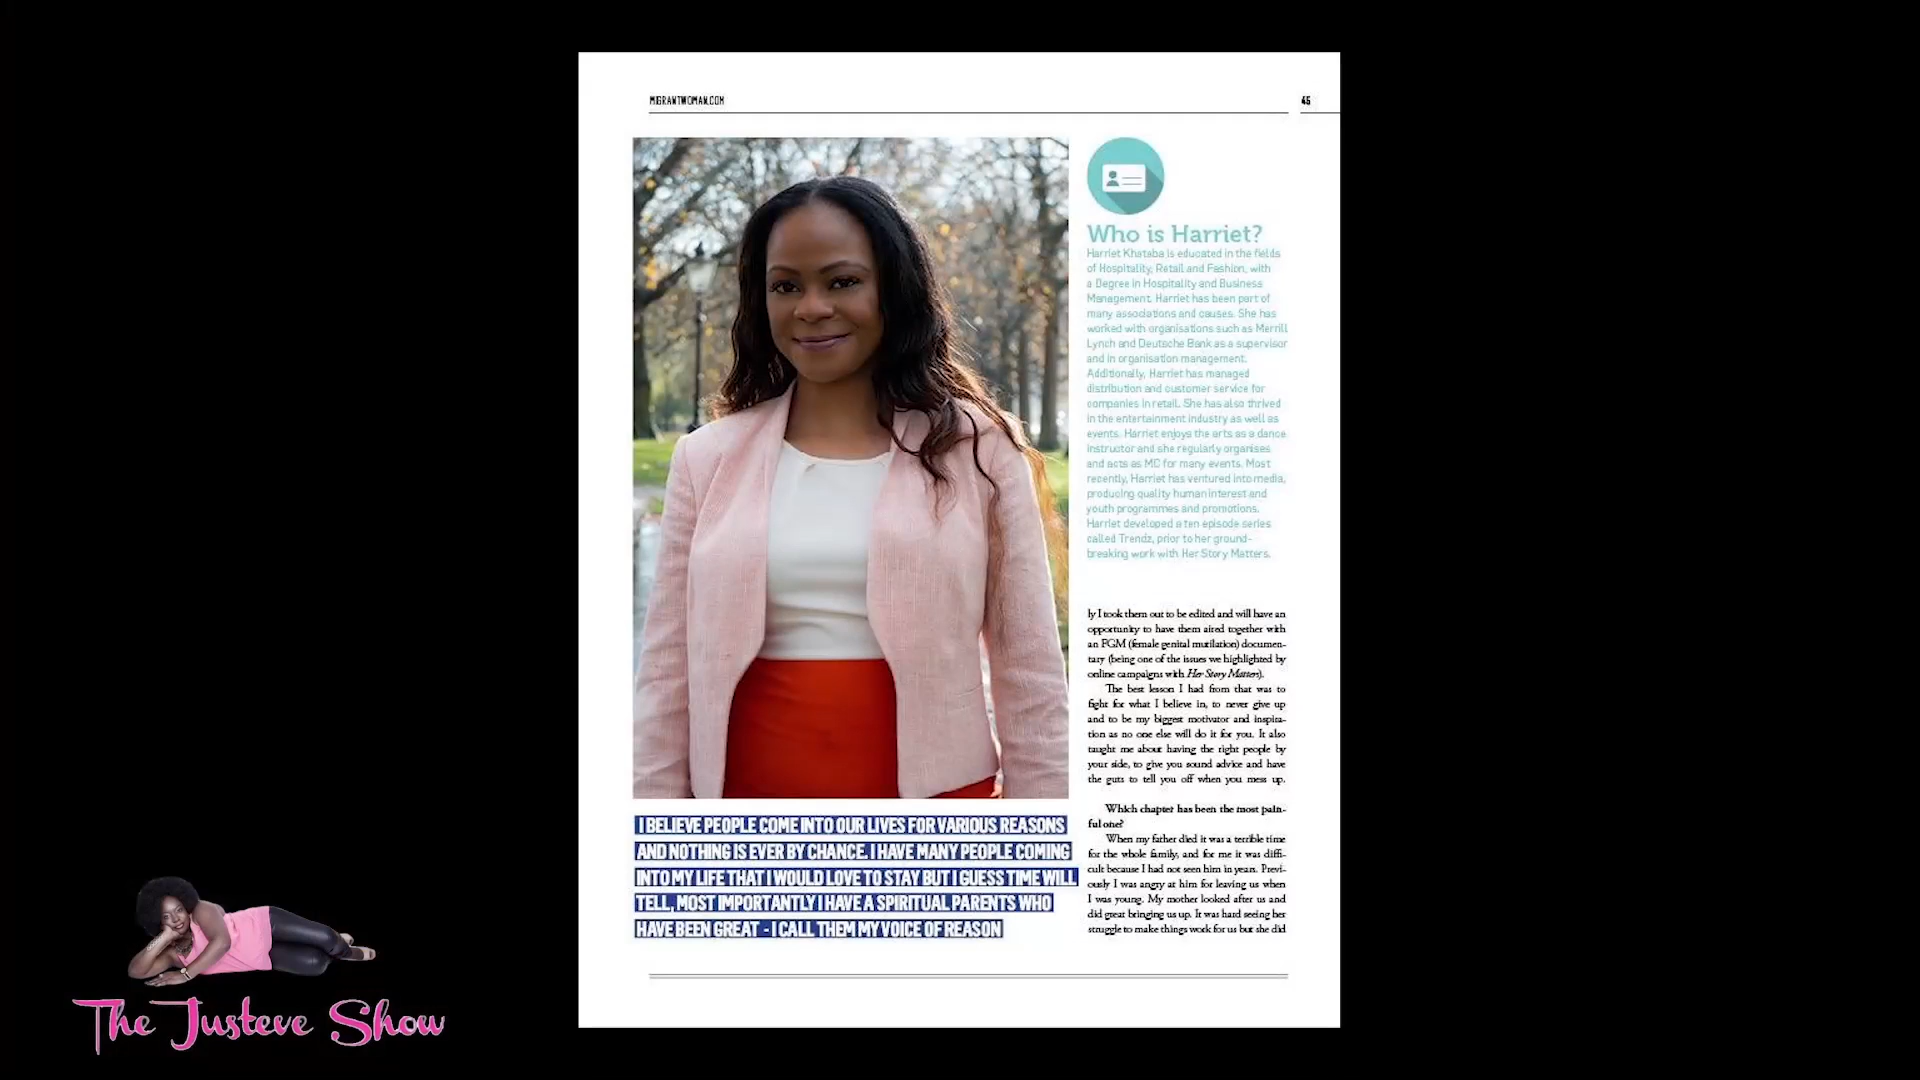 MIGRANTWOMAN.COM
45
Who is Harriet?
Harriet Khataba is educated in the fields
of Hospitality, Retail and Fashion, with
a Degree in Hospitality and Business
Management. Harriet has been part of
many associations and causes. She has
worked with organisations such as Merrill
Lynch and Deutsche Bank as a supervisor
and in organisation management.
Additionally, Harriet has managed
distribution and customer service for
companies in retail. She has also thrived
in the entertainment industry as well as
events. Harriet enjoys the arts as a dance
instructor and she regularly organises
and acts as MC for many events. Most
recently, Harriet has ventured into media,
producing quality human interest and
youth programmes and promotions.
Harriet developed a ten episode series
called Trendz, prior to her ground-
breaking work with Her Story Matters.
ly I took them out to be edited and will have an
opportunity to have them aired together with
an FGM (female genital mutilation) documen-
tary (being one of the issues we highlighted by
online campaigns with Her Story Matters).
The best lesson I had from that was to
fight for what I believe in, to never give up
and to be my biggest motivator and inspira-
tion as no one else will do it for you. It also
taught me about having the right people by
your side, to give you sound advice and have
the guts to tell you off when you mess up.
Which chapter has been the most pain-
ful one?
When my father died it was a terrible time
for the whole family, and for me it was diffi-
cult because I had not seen him in years. Previ-
ously I was angry at him for leaving us when
I was young. My mother looked after us and
did great bringing us up. It was hard seeing her
struggle to make things work for us but she did
I BELIEVE PEOPLE COME INTO OUR LIVES FOR VARIOUS REASONS
AND NOTHING IS EVER BY CHANCE. I HAVE MANY PEOPLE COMING
INTO MY LIFE THAT I WOULD LOVE TO STAY BUT I GUESS TIME WILL
TELL, MOST IMPORTANTLY I HAVE A SPIRITUAL PARENTS WHO
HAVE BEEN GREAT - I CALL THEM MY VOICE OF REASON
The Justeve Show